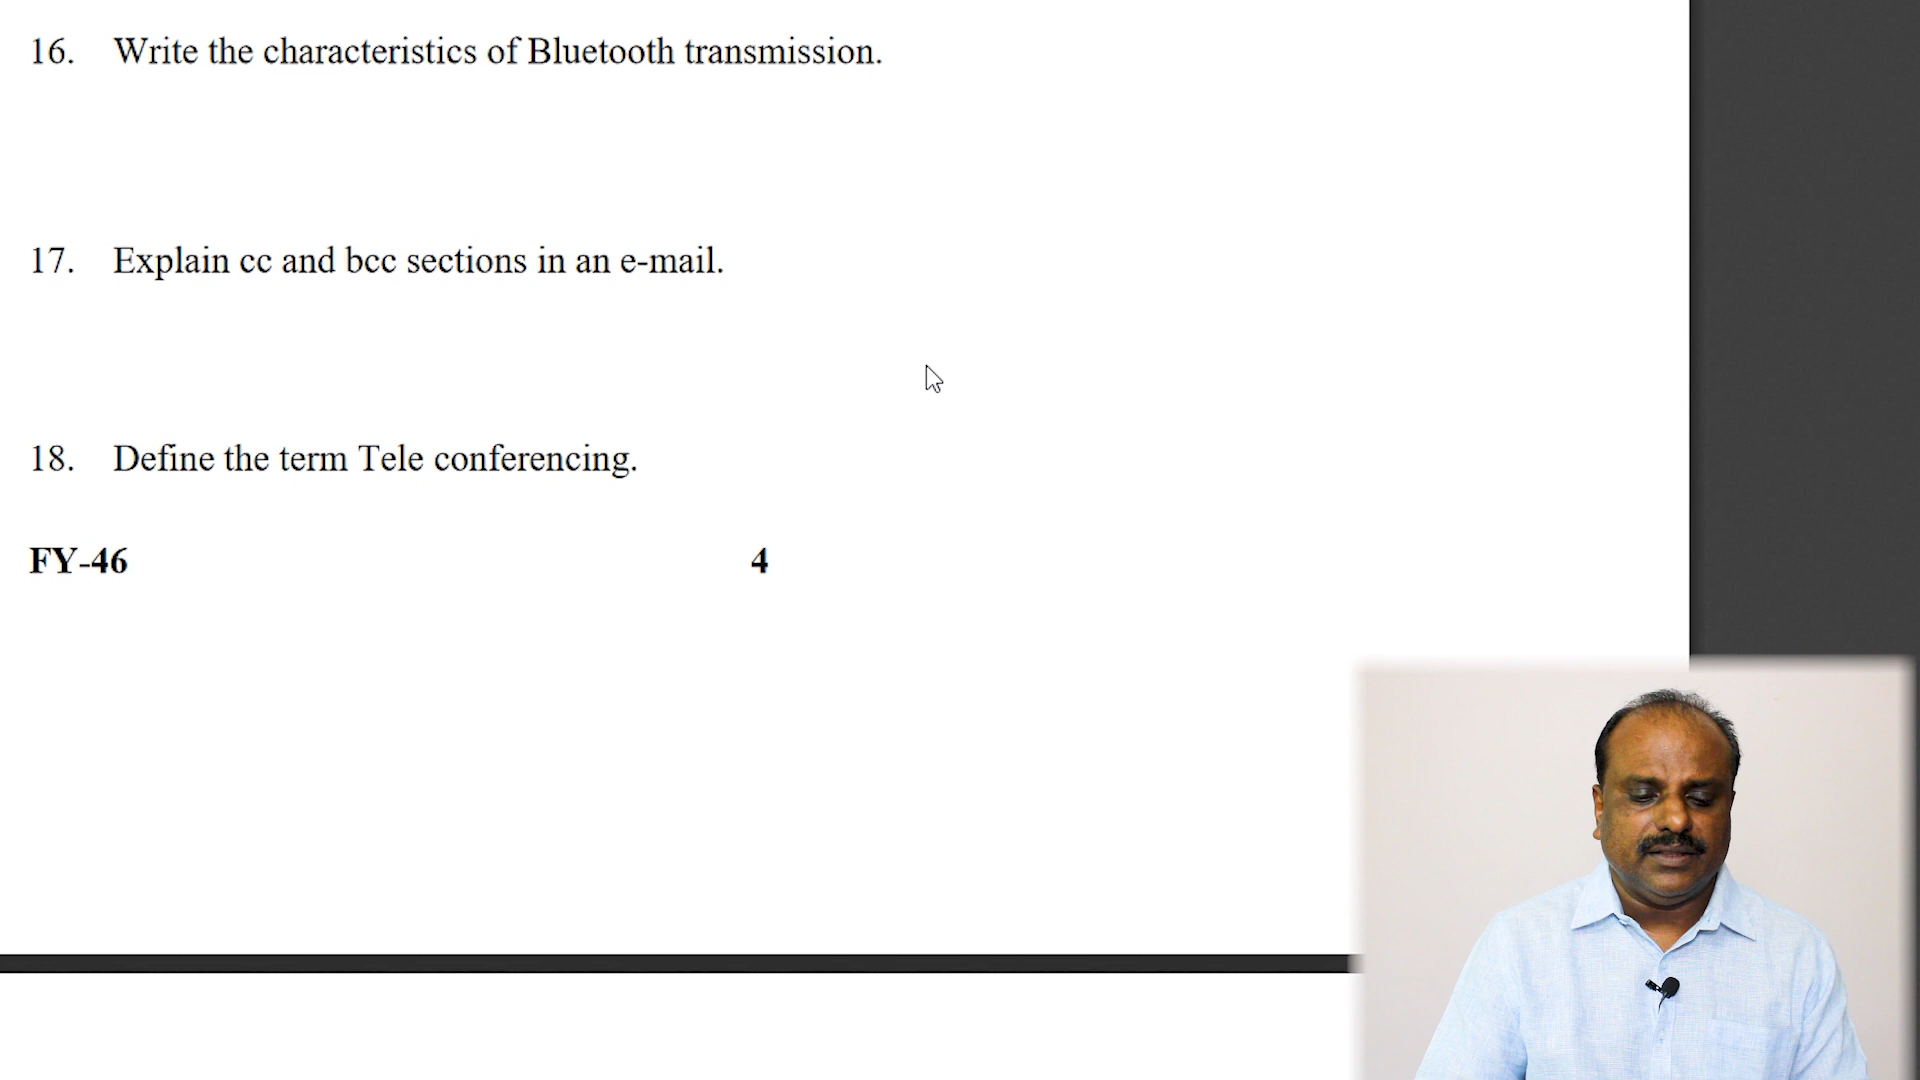 16. Write the characteristics of Bluetooth transmission.
17. Explain cc and bcc sections in an e-mail.
18. Define the term Tele conferencing.
FY-46 4